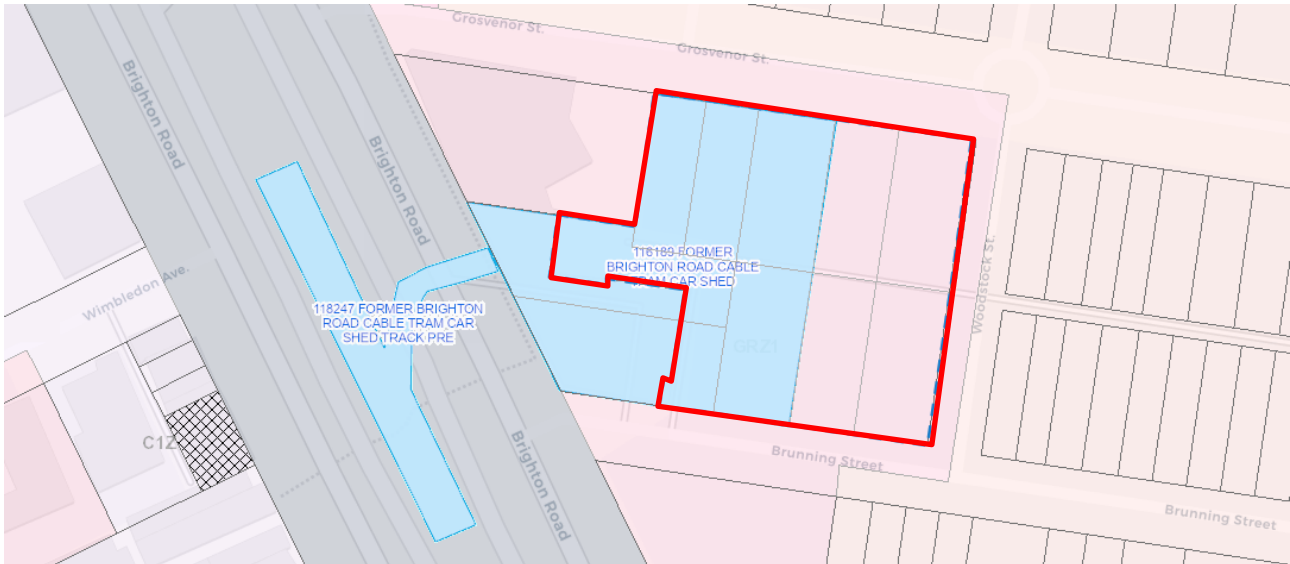 Grosvenor St.
Grosvenor St.
Brighton Road
Brighton Road
Woodstock St.
116189 FORMER
BRIGHTON ROAD CABLE
TRAM CAR SHED
Wimbledon Ave.
118247 FORMER BRIGHTON
ROAD CABLE TRAM CAR
SHED TRACK PRE
GRZ1
C1Z
Brighton Road
Brunning Street
Brunning Street